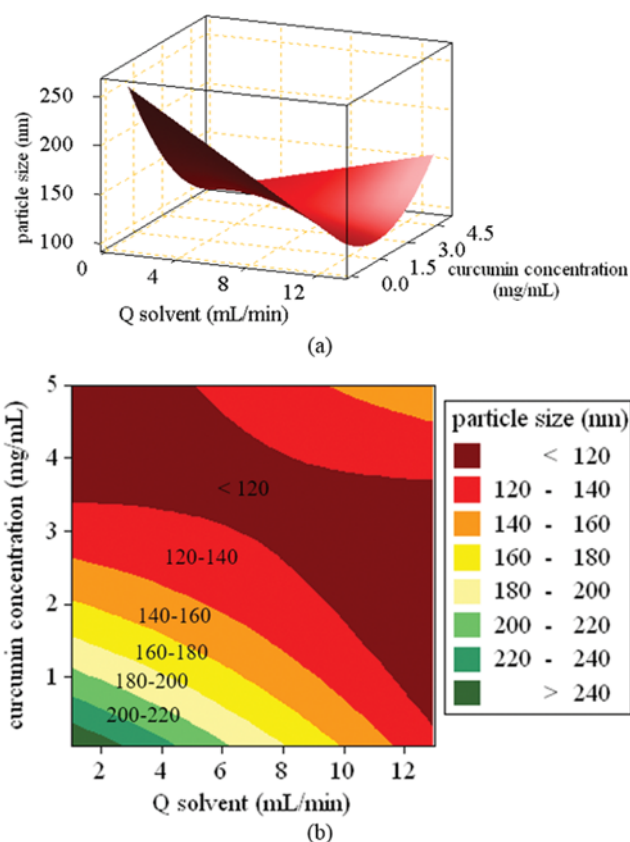 250
200
150
100
particle size (nm)
0
4
8
12
Q solvent (mL/min)
0.0
1.5
3.0
4.5
curcumin concentration
(mg/mL)
(a)
5
4
3
2
1
curcumin concentration (mg/mL)
< 120
120-140
140-160
160-180
180-200
200-220
2 4 6 8 10 12
Q solvent (mL/min)
(b)
particle size (nm)
< 120
120 - 140
140 - 160
160 - 180
180 - 200
200 - 220
220 - 240
> 240